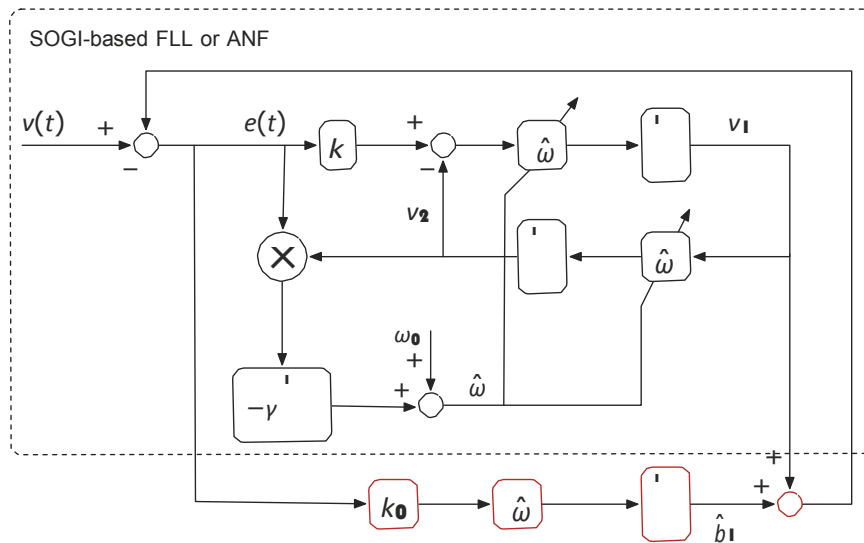 SOGI-based FLL or ANF
v(t) + − e(t) k + − ω̂ v1
v2
× ω̂
ω0
+
−γ + ω̂
+
k0 ω̂ + b̂1